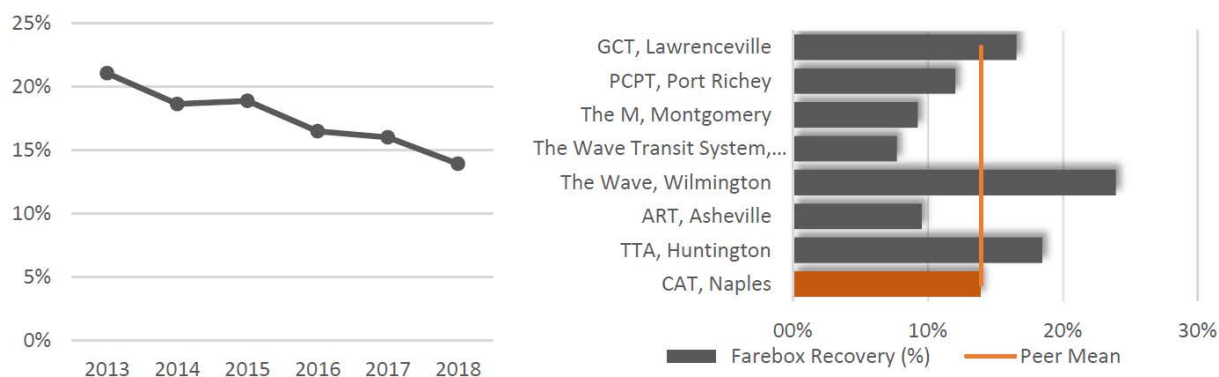 25%
20%
15%
10%
5%
0%
2013 2014 2015 2016 2017 2018
GCT, Lawrenceville
PCPT, Port Richey
The M, Montgomery
The Wave Transit System,...
The Wave, Wilmington
ART, Asheville
TTA, Huntington
CAT, Naples
00% 10% 20% 30%
Farebox Recovery (%) Peer Mean